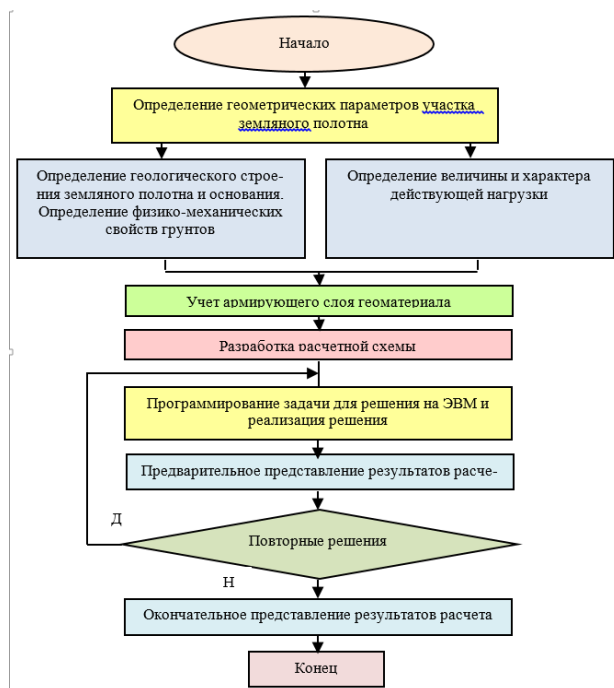 Начало
Определение геометрических параметров участка
земляного полотна
Определение геологического строе-
ния земляного полотна и основания.
Определение физико-механических
свойств грунтов
Определение величины и характера
действующей нагрузки
Учет армирующего слоя геоматериала
Разработка расчетной схемы
Программирование задачи для решения на ЭВМ и
реализация решения
Предварительное представление результатов расче-
Д
Повторные решения
Н
Окончательное представление результатов расчета
Конец